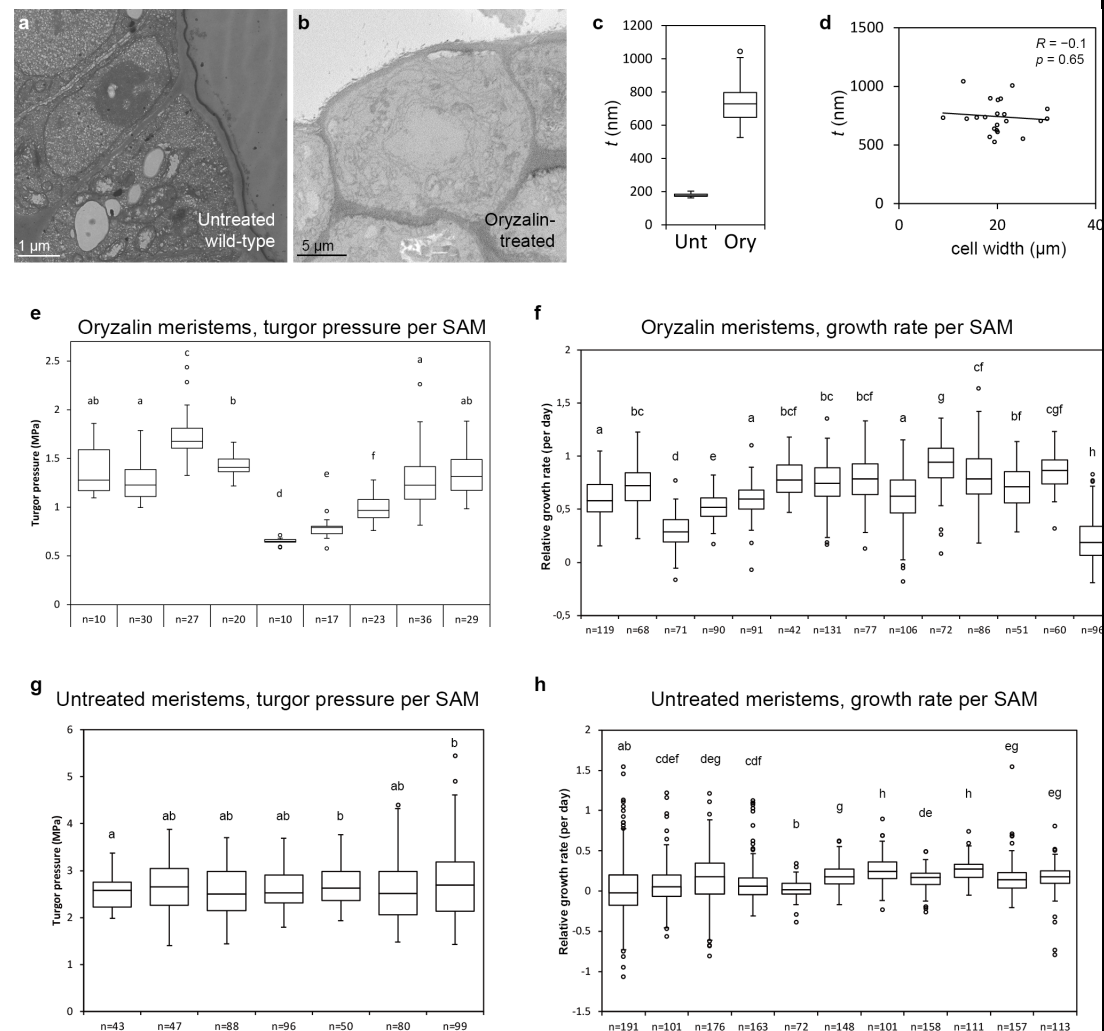 a
Untreated
wild-type
1 µm
b
Oryzalin-
treated
5 µm
c
t (nm)
1200
1000
800
600
400
200
0
Unt Ory
d
t (nm)
1500
1000
500
0
R = −0.1
p = 0.65
0 20 40
cell width (µm)
e
Oryzalin meristems, turgor pressure per SAM
Turgor pressure (MPa)
2.5
2
1.5
1
0.5
0
ab a c b d e f a ab
n=10 n=30 n=27 n=20 n=10 n=17 n=23 n=36 n=29
f
Oryzalin meristems, growth rate per SAM
Relative growth rate (per day)
2
1,5
1
0,5
0
-0,5
a bc d e a bcf bc bcf a g cf bf cgf h
n=119 n=68 n=71 n=90 n=91 n=42 n=131 n=77 n=106 n=72 n=86 n=51 n=60 n=96
g
Untreated meristems, turgor pressure per SAM
Turgor pressure (MPa)
6
5
4
3
2
1
0
a ab ab ab b ab b
n=43 n=47 n=88 n=96 n=50 n=80 n=99
h
Untreated meristems, growth rate per SAM
Relative growth rate (per day)
2
1.5
1
0.5
0
-0.5
-1
-1.5
ab cdef deg cdf b g h de h eg eg
n=191 n=101 n=176 n=163 n=72 n=148 n=101 n=158 n=111 n=157 n=113